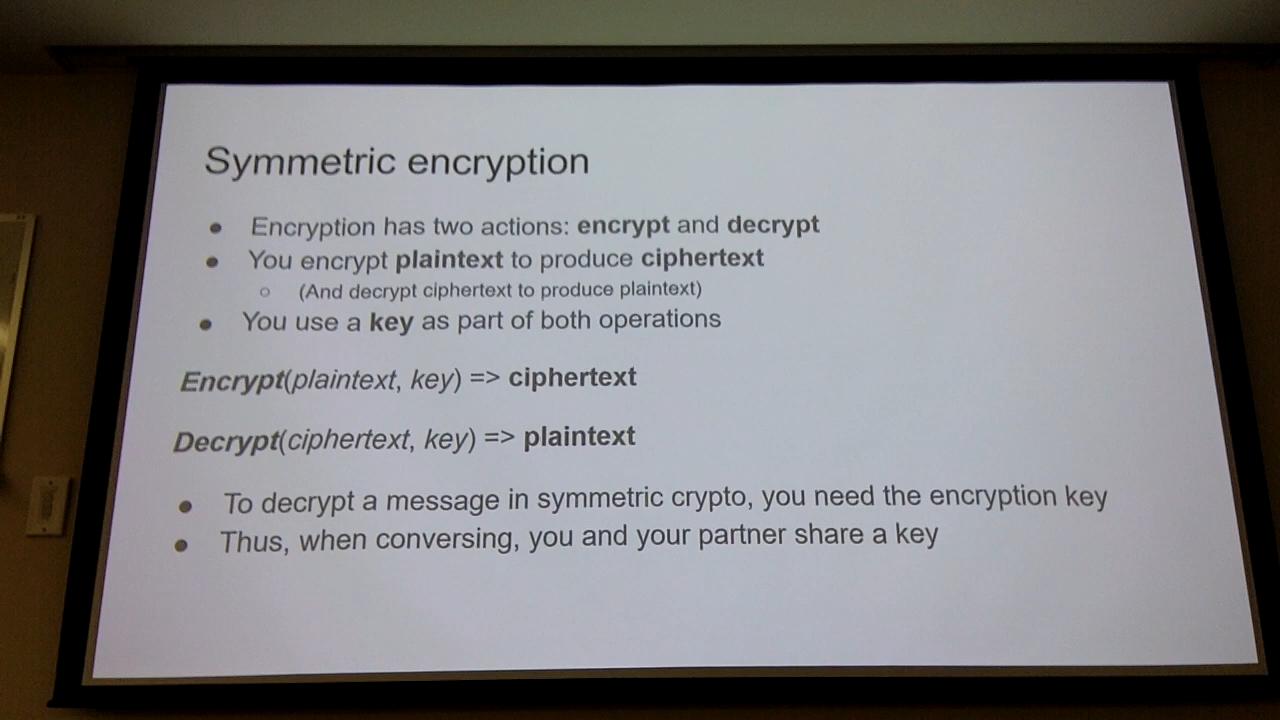 Symmetric encryption
● Encryption has two actions: encrypt and decrypt
● You encrypt plaintext to produce ciphertext
○ (And decrypt ciphertext to produce plaintext)
● You use a key as part of both operations
Encrypt(plaintext, key) => ciphertext
Decrypt(ciphertext, key) => plaintext
● To decrypt a message in symmetric crypto, you need the encryption key
● Thus, when conversing, you and your partner share a key